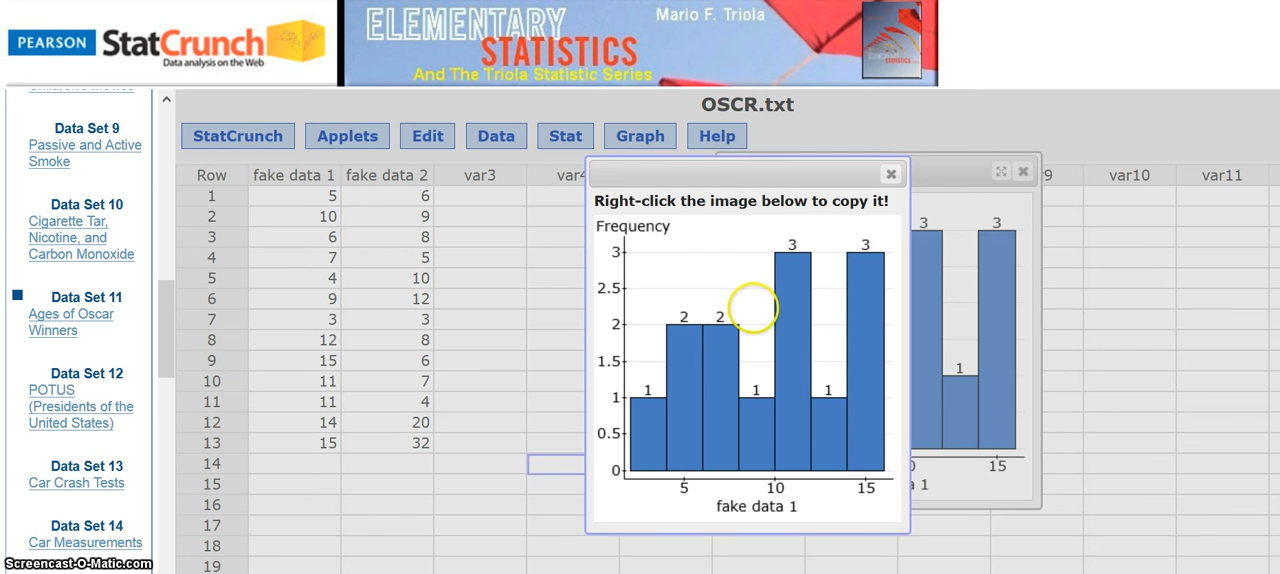 PEARSON StatCrunch
Data analysis on the Web
ELEMENTARY
STATISTICS
And The Triola Statistic Series
Mario F. Triola
Data Set 9
Passive and Active
Smoke
Data Set 10
Cigarette Tar,
Nicotine, and
Carbon Monoxide
Data Set 11
Ages of Oscar
Winners
Data Set 12
POTUS
(Presidents of the
United States)
Data Set 13
Car Crash Tests
Data Set 14
Car Measurements
Screencast-O-Matic.com
OSCR.txt
StatCrunch Applets Edit Data Stat Graph Help
Row fake data 1 fake data 2 var3 var4 var10 var11
1 5 6
2 10 9
3 6 8
4 7 5
5 4 10
6 9 12
7 3 3
8 12 8
9 15 6
10 11 7
11 11 4
12 14 20
13 15 32
14
15
16
17
18
19
Right-click the image below to copy it!
Frequency
3
2.5
2
1.5
1
0.5
0
1 2 2 1 3 1 3
5 10 15
fake data 1
3 1 3
15
a 1